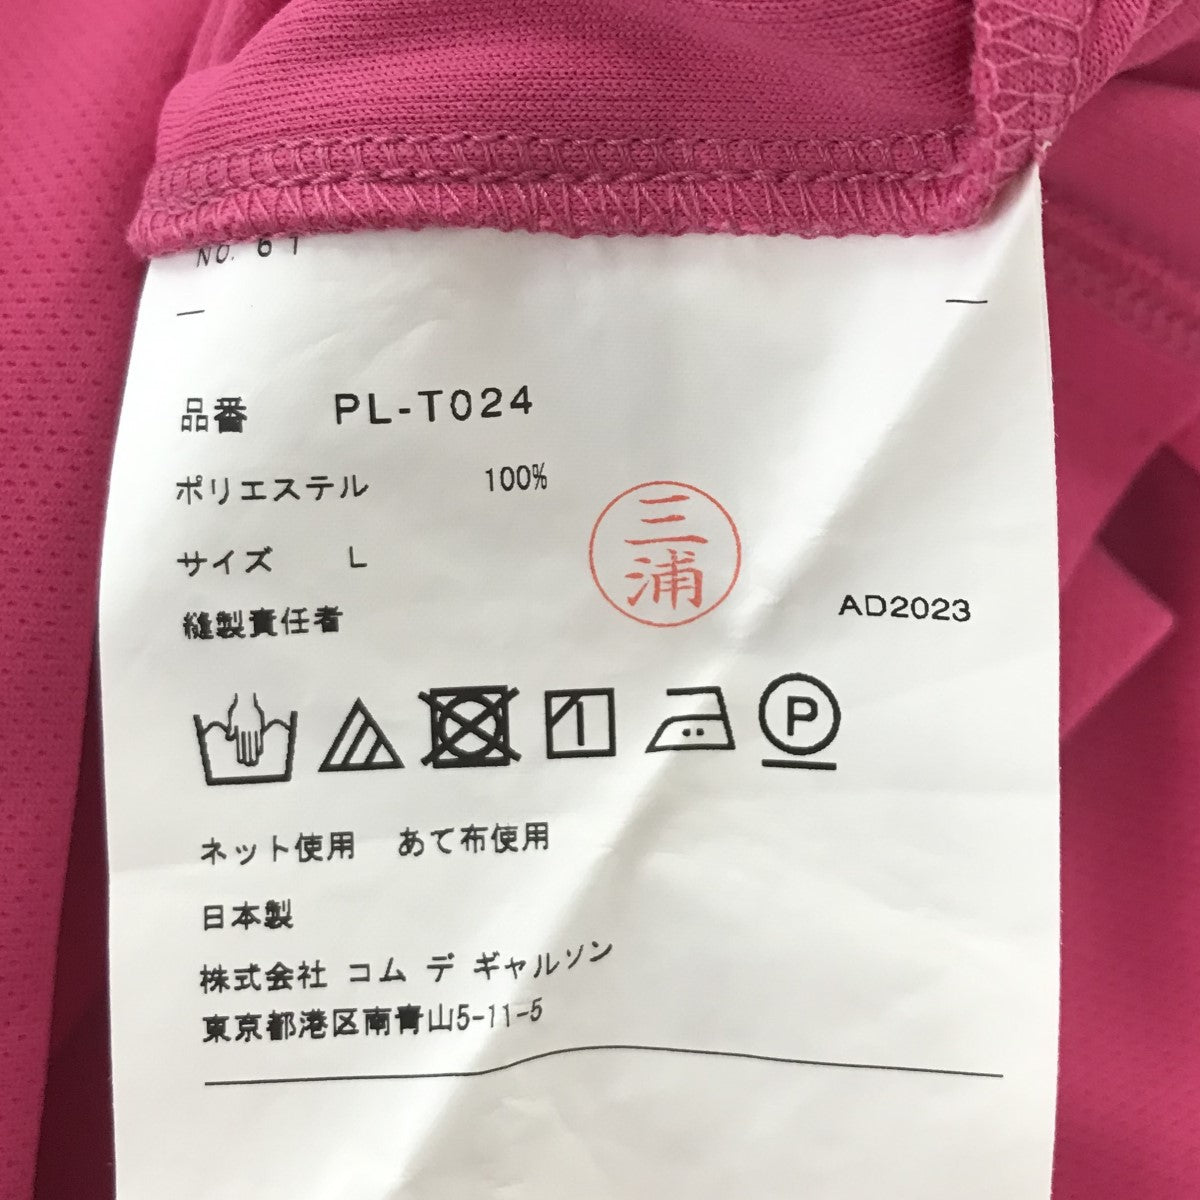 No. 61
品番 PL-T024
ポリエステル 100%
サイズ L
縫製責任者
三浦
AD2023
P
ネット使用 あて布使用
日本製
株式会社 コム デ ギャルソン
東京都港区南青山5-11-5